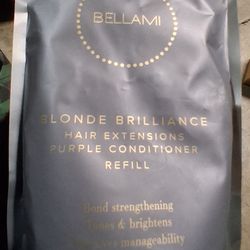 BELLAMI
BLONDE BRILLIANCE
HAIR EXTENSIONS
PURPLE CONDITIONER
REFILL
Bond strengthening
Tones & brightens
manageability